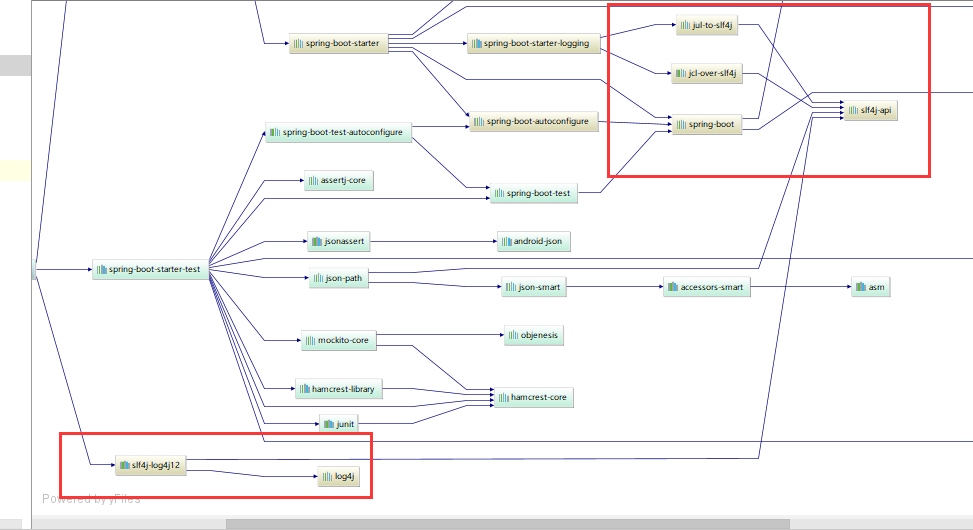 spring-boot-starter
spring-boot-starter-logging
jul-to-slf4j
jcl-over-slf4j
slf4j-api
spring-boot-autoconfigure
spring-boot
spring-boot-test-autoconfigure
assertj-core
spring-boot-test
jsonassert
android-json
spring-boot-starter-test
json-path
json-smart
accessors-smart
asm
mockito-core
objenesis
hamcrest-library
hamcrest-core
junit
slf4j-log4j12
log4j
Powered by yFiles